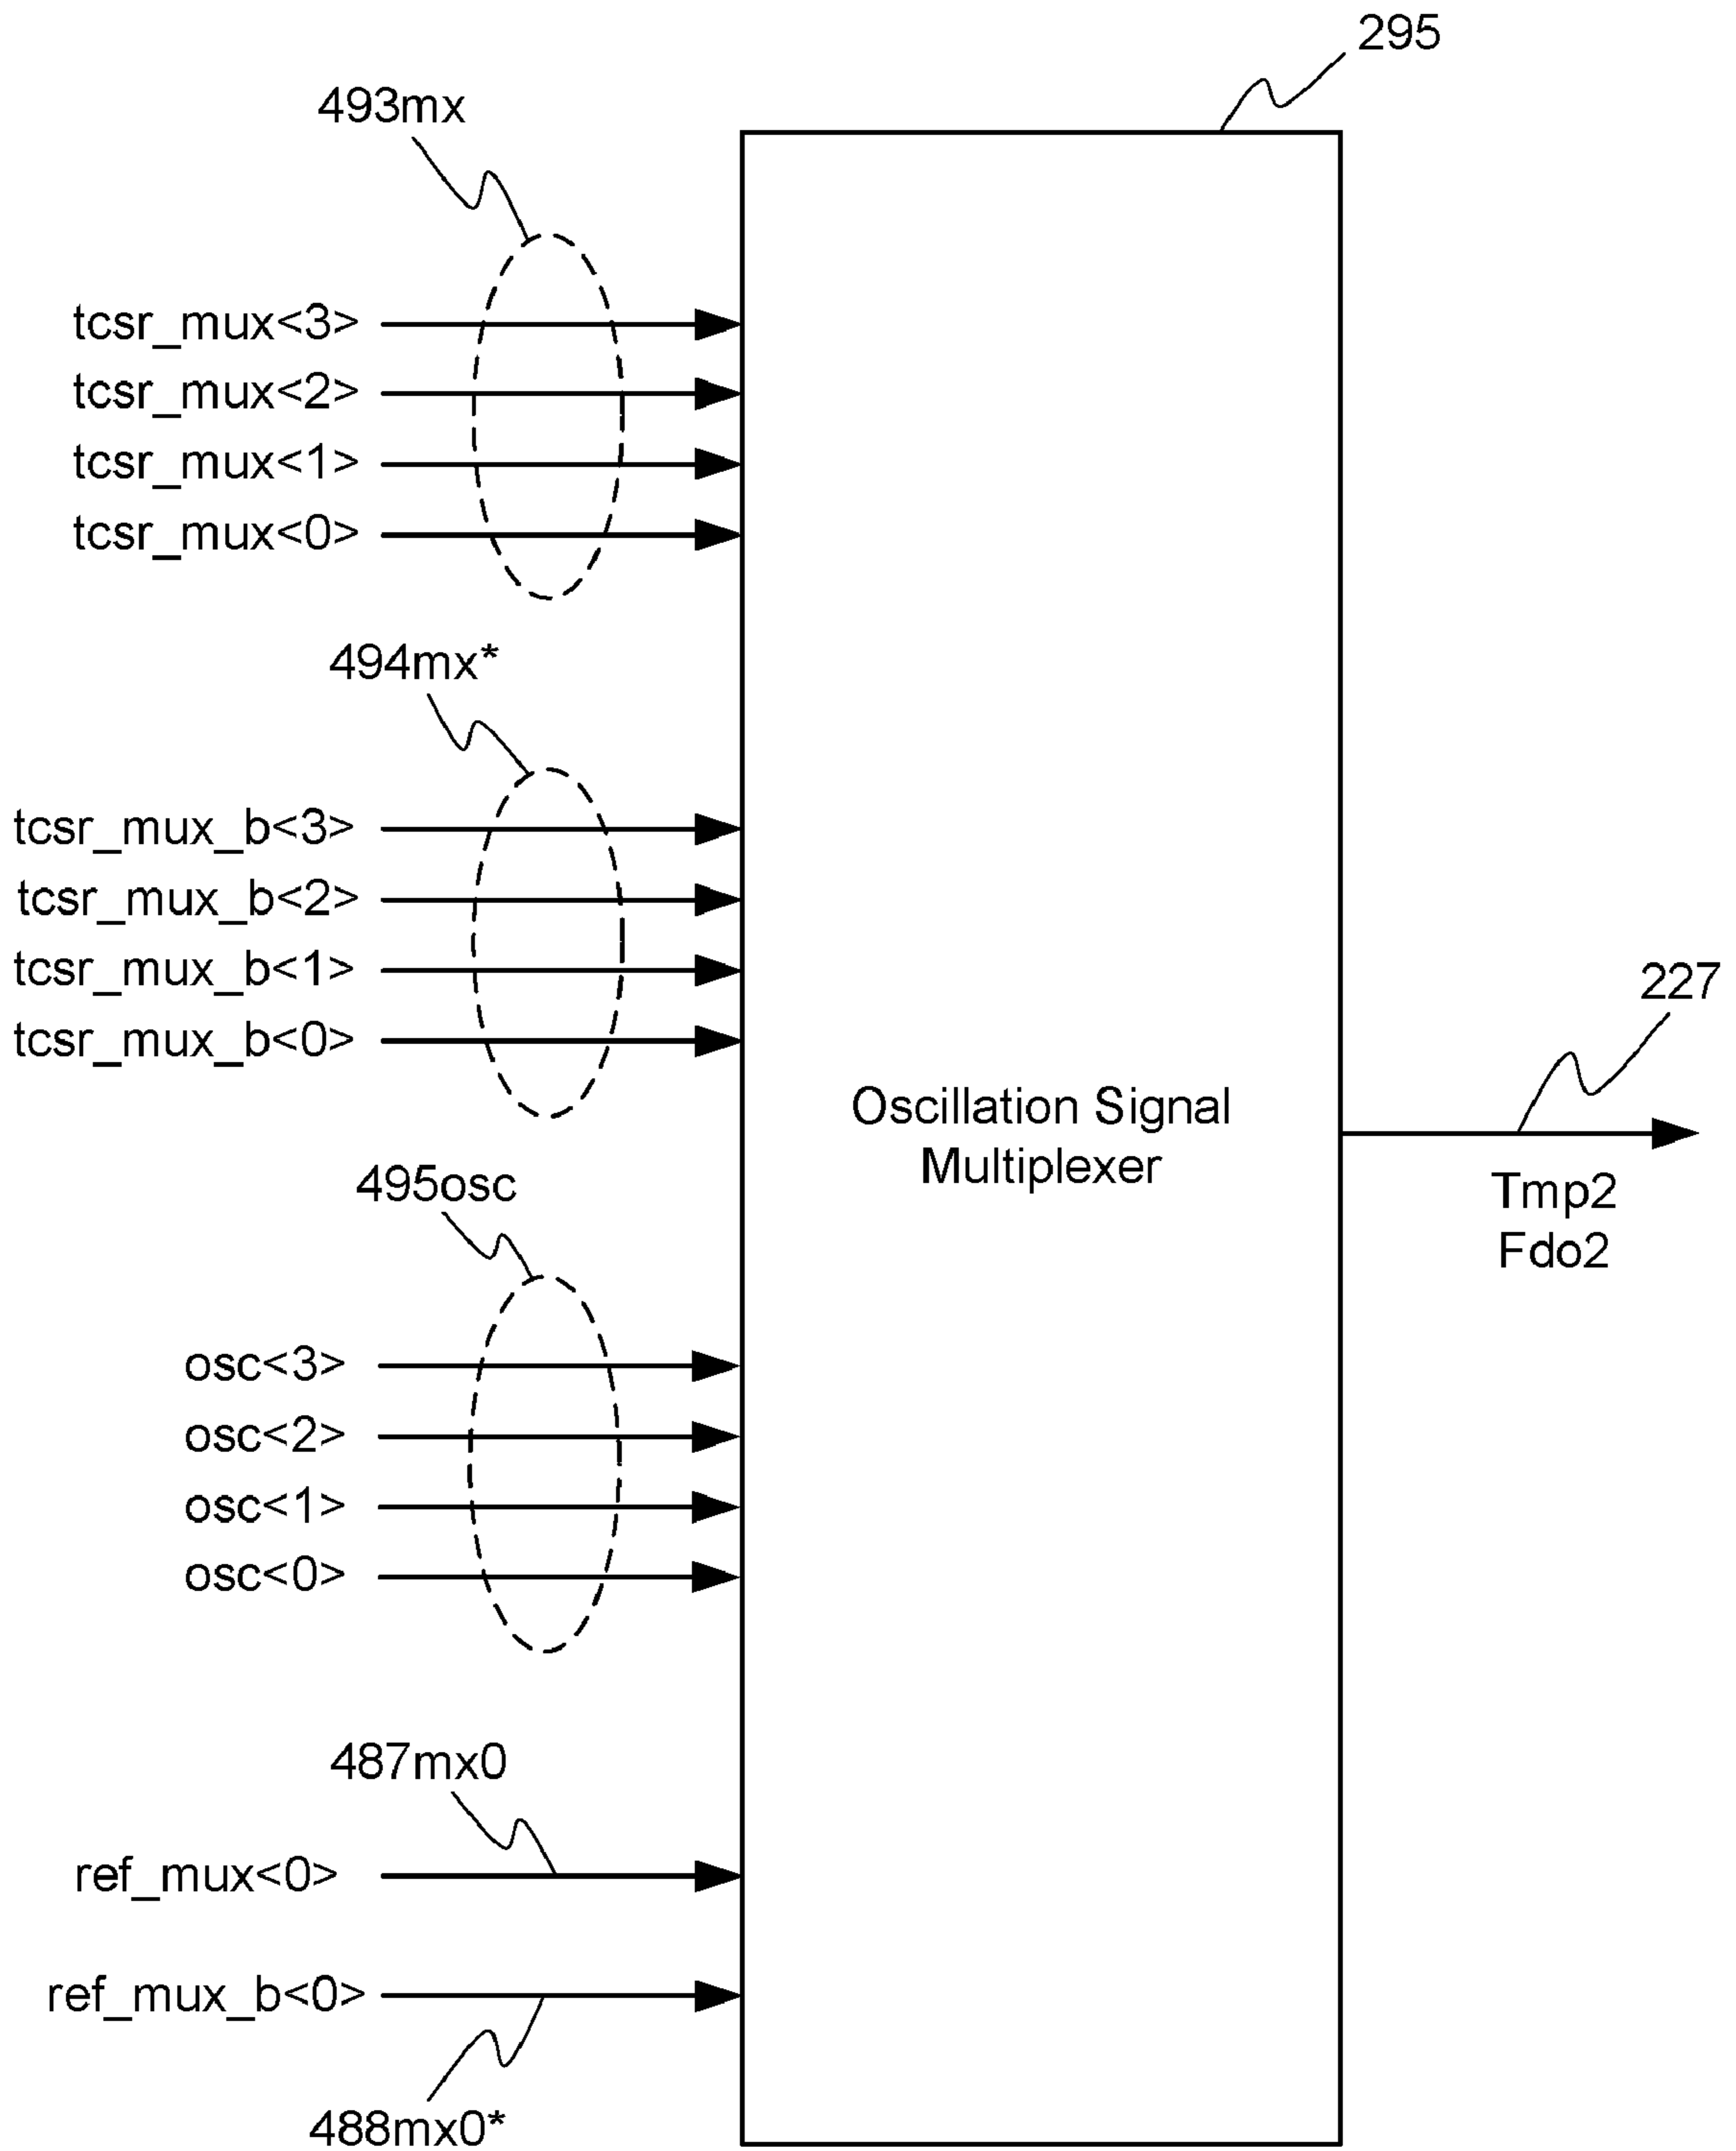 295
493mx
tcsr_mux<3>
tcsr_mux<2>
tcsr_mux<1>
tcsr_mux<0>
494mx*
tcsr_mux_b<3>
tcsr_mux_b<2>
tcsr_mux_b<1>
tcsr_mux_b<0>
227
Oscillation Signal
Multiplexer
Tmp2
Fdo2
495osc
osc<3>
osc<2>
osc<1>
osc<0>
487mx0
ref_mux<0>
ref_mux_b<0>
488mx0*